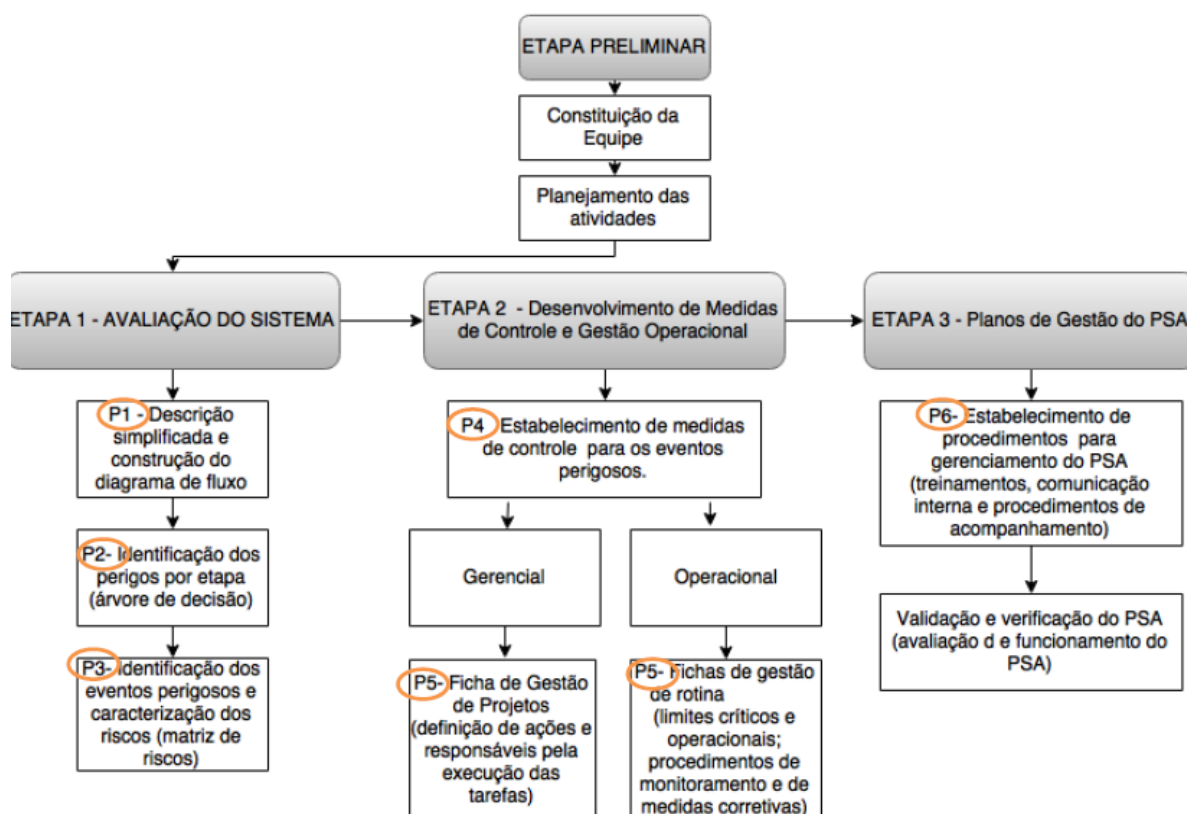 ETAPA PRELIMINAR
Constituição da
Equipe
Planejamento das
atividades
ETAPA 1 - AVALIAÇÃO DO SISTEMA
ETAPA 2 - Desenvolvimento de Medidas
de Controle e Gestão Operacional
ETAPA 3 - Planos de Gestão do PSA
P1 - Descrição
simplificada e
construção do
diagrama de fluxo
P2- Identificação dos
perigos por etapa
(árvore de decisão)
P3- Identificação dos
eventos perigosos e
caracterização dos
riscos (matriz de
riscos)
P4 Estabelecimento de medidas
de controle para os eventos
perigosos.
Gerencial
Operacional
P5- Ficha de Gestão
de Projetos
(definição de ações e
responsáveis pela
execução das
tarefas)
P5- Fichas de gestão
de rotina
(limites críticos e
operacionais;
procedimentos de
monitoramento e de
medidas corretivas)
P6- Estabelecimento de
procedimentos para
gerenciamento do PSA
(treinamentos, comunicação
interna e procedimentos de
acompanhamento)
Validação e verificação do PSA
(avaliação d e funcionamento do
PSA)